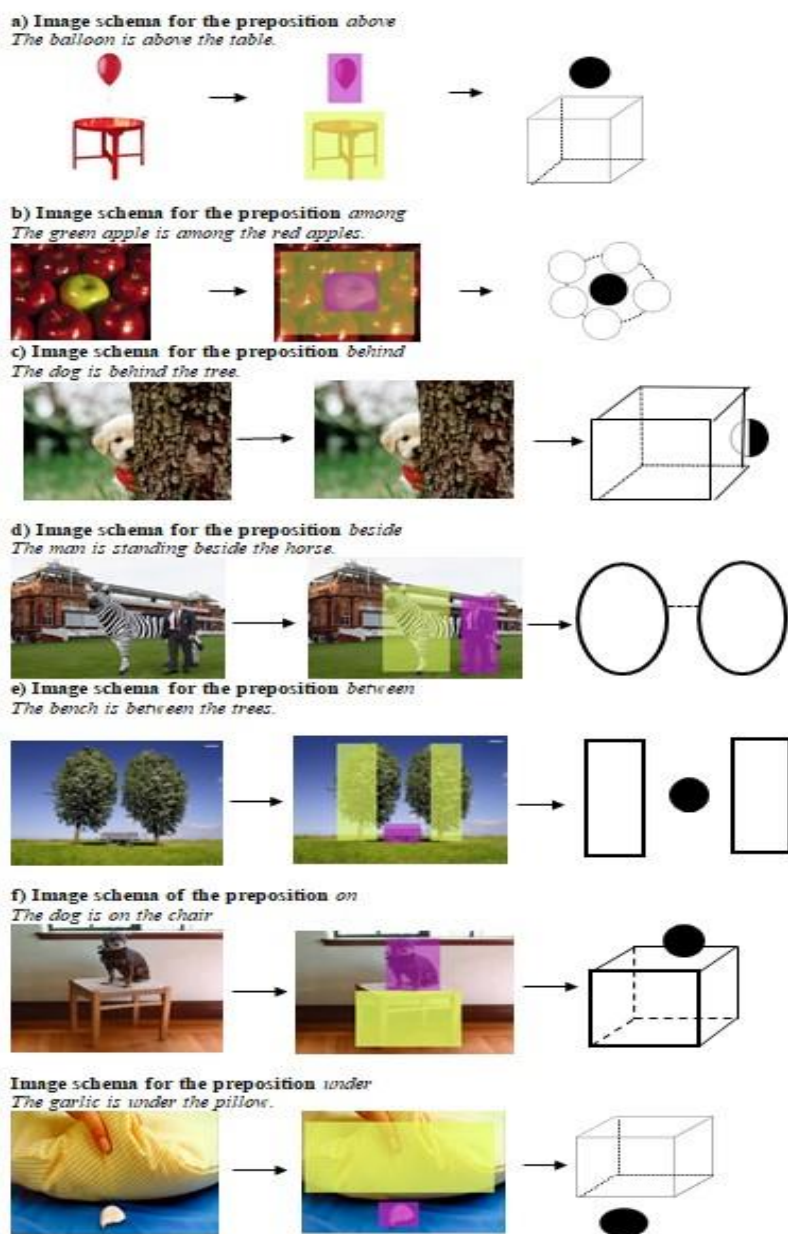 a) Image schema for the preposition above
The balloon is above the table.
b) Image schema for the preposition among
The green apple is among the red apples.
c) Image schema for the preposition behind
The dog is behind the tree.
d) Image schema for the preposition beside
The man is standing beside the horse.
e) Image schema for the preposition between
The bench is between the trees.
f) Image schema of the preposition on
The dog is on the chair
Image schema for the preposition under
The garlic is under the pillow.